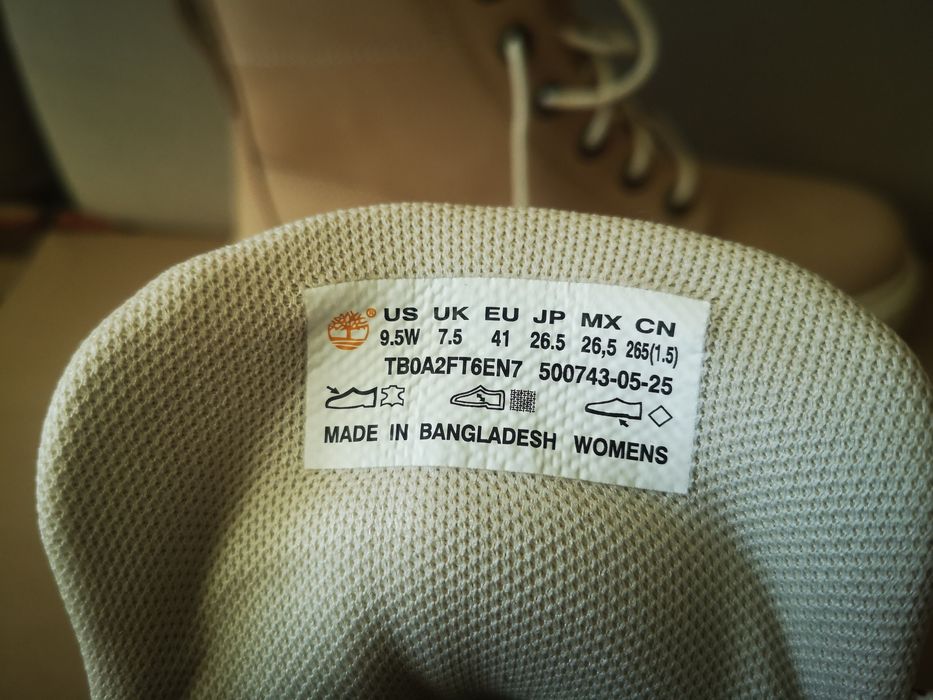 ® US UK EU JP MX CN
9.5W 7.5 41 26.5 26,5 265(1.5)
TB0A2FT6EN7 500743-05-25
MADE IN BANGLADESH WOMENS